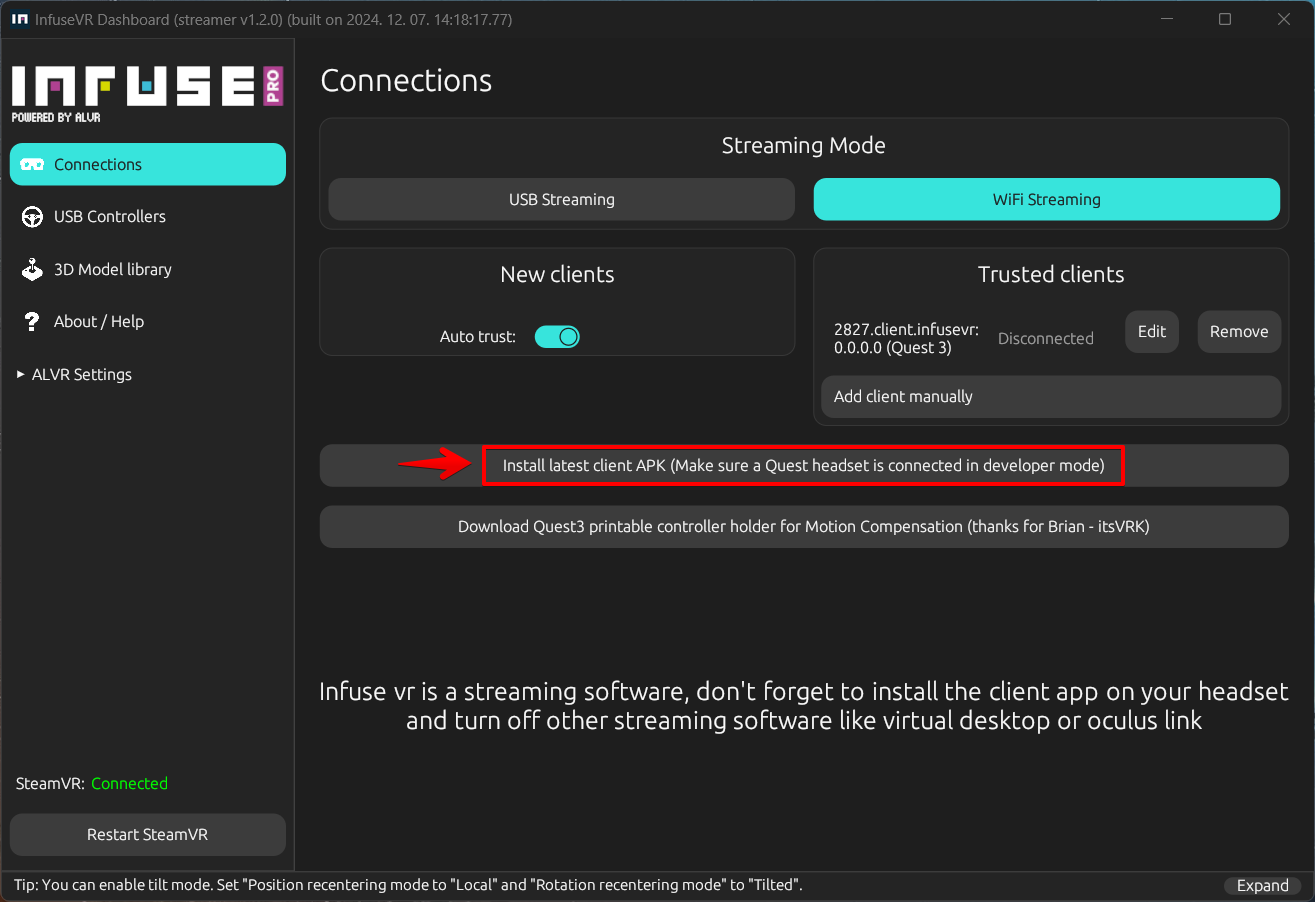 InfuseVR Dashboard (streamer v1.2.0) (built on 2024. 12. 07. 14:18:17.77)
INFUSE PRO
POWERED BY ALVR
Connections
USB Controllers
3D Model library
About / Help
ALVR Settings
SteamVR: Connected
Restart SteamVR
Connections
Streaming Mode
USB Streaming
WiFi Streaming
New clients
Auto trust:
Trusted clients
2827.client.infusevr:
0.0.0.0 (Quest 3)
Disconnected
Edit
Remove
Add client manually
Install latest client APK (Make sure a Quest headset is connected in developer mode)
Download Quest3 printable controller holder for Motion Compensation (thanks for Brian - itsVRK)
Infuse vr is a streaming software, don't forget to install the client app on your headset
and turn off other streaming software like virtual desktop or oculus link
Tip: You can enable tilt mode. Set "Position recentering mode to "Local" and "Rotation recentering mode" to "Tilted".
Expand